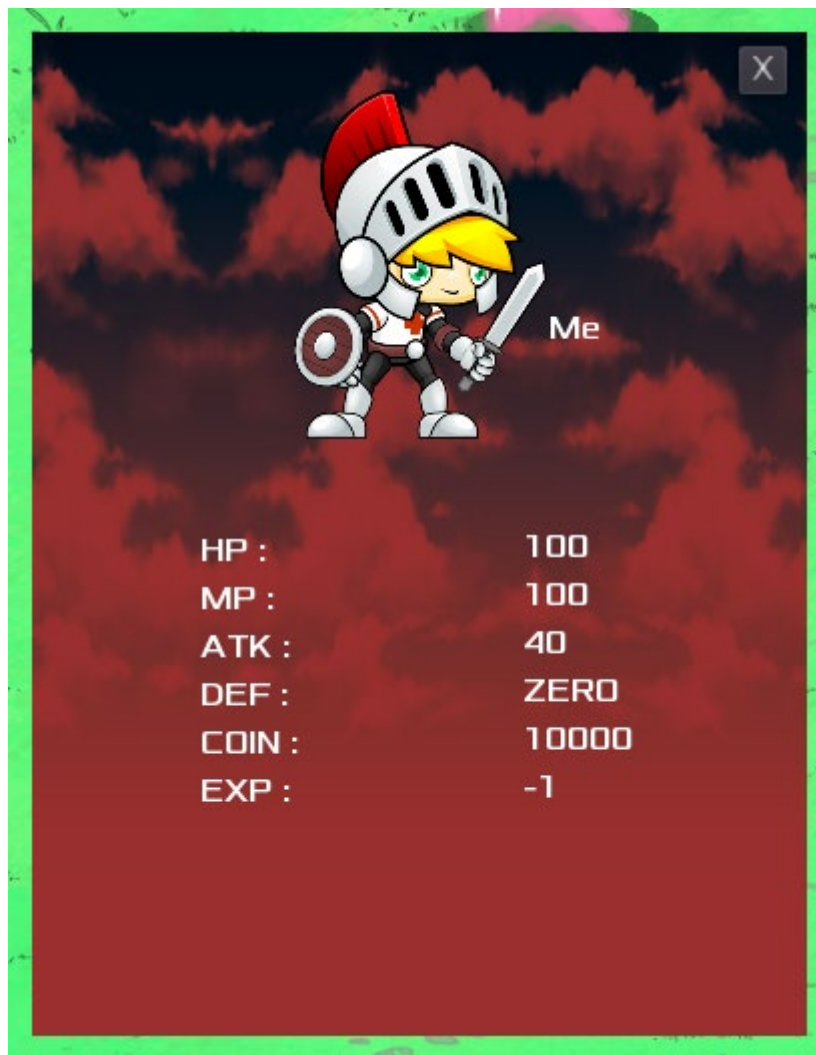 X
Me
HP : 100
MP : 100
ATK : 40
DEF : ZERO
COIN : 10000
EXP : -1